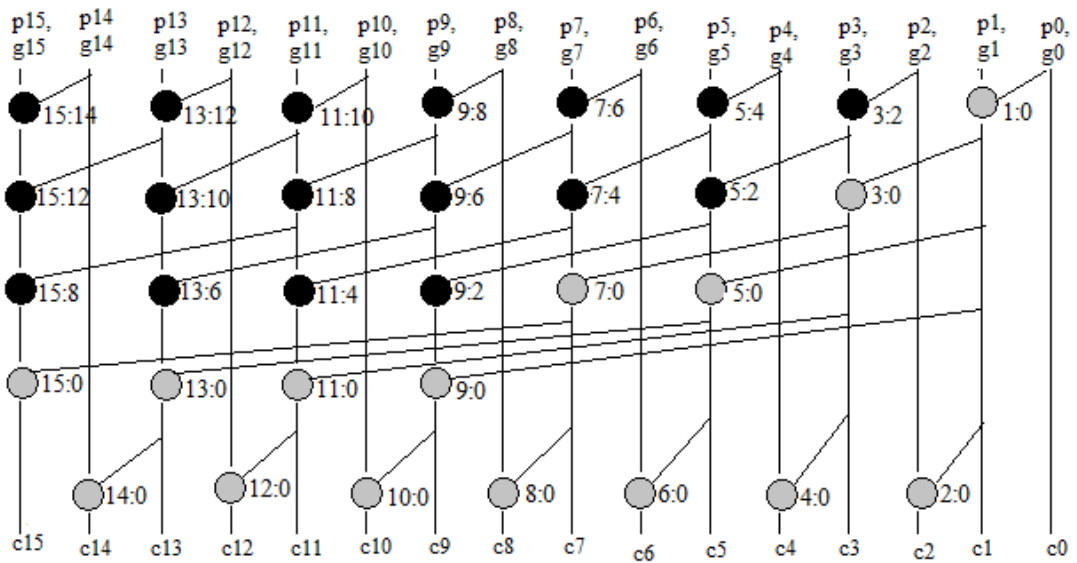 p15, p14 p13 p12, p11, p10, p9, p8, p7, p6, p5, p4, p3, p2, p1, p0,
g15 g14 g13 g12 g11 g10 g9 g8 g7 g6 g5 g4 g3 g2 g1 g0
15:14 13:12 11:10 9:8 7:6 5:4 3:2 1:0
15:12 13:10 11:8 9:6 7:4 5:2 3:0
15:8 13:6 11:4 9:2 7:0 5:0
15:0 13:0 11:0 9:0
14:0 12:0 10:0 8:0 6:0 4:0 2:0
c15 c14 c13 c12 c11 c10 c9 c8 c7 c6 c5 c4 c3 c2 c1 c0